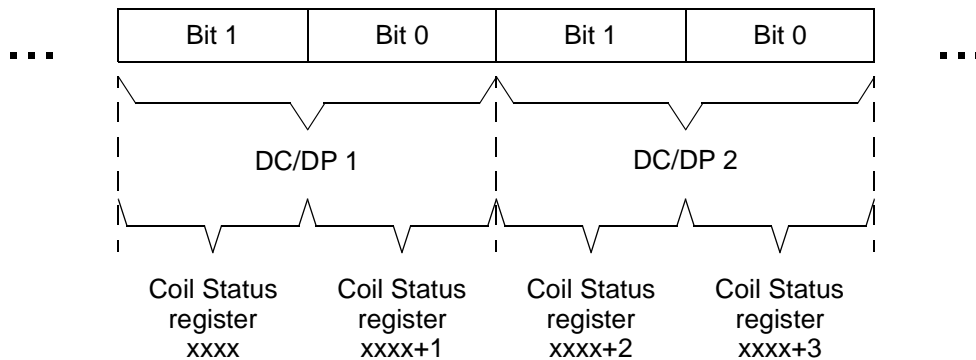 ... Bit 1 Bit 0 Bit 1 Bit 0 ...
DC/DP 1 DC/DP 2
Coil Status Coil Status Coil Status Coil Status
register register register register
xxxx xxxx+1 xxxx+2 xxxx+3